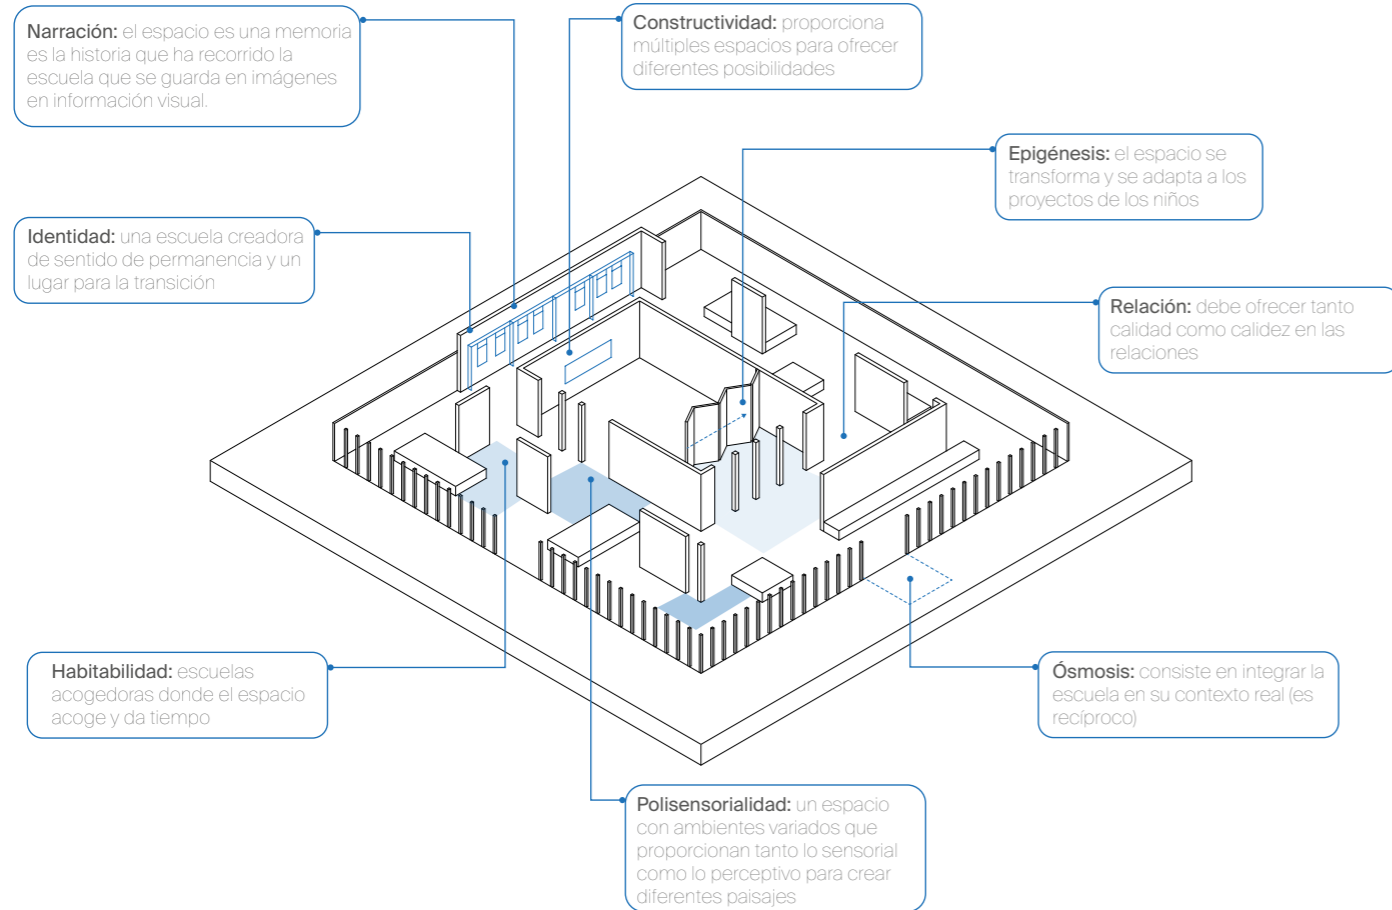 Narración: el espacio es una memoria
es la historia que ha recorrido la
escuela que se guarda en imágenes
en información visual.
Constructividad: proporciona
múltiples espacios para ofrecer
diferentes posibilidades
Epigénesis: el espacio se
transforma y se adapta a los
proyectos de los niños
Identidad: una escuela creadora
de sentido de permanencia y un
lugar para la transición
Relación: debe ofrecer tanto
calidad como calidez en las
relaciones
Habitabilidad: escuelas
acogedoras donde el espacio
acoge y da tiempo
Ósmosis: consiste en integrar la
escuela en su contexto real (es
recíproco)
Polisensorialidad: un espacio
con ambientes variados que
proporcionan tanto lo sensorial
como lo perceptivo para crear
diferentes paisajes